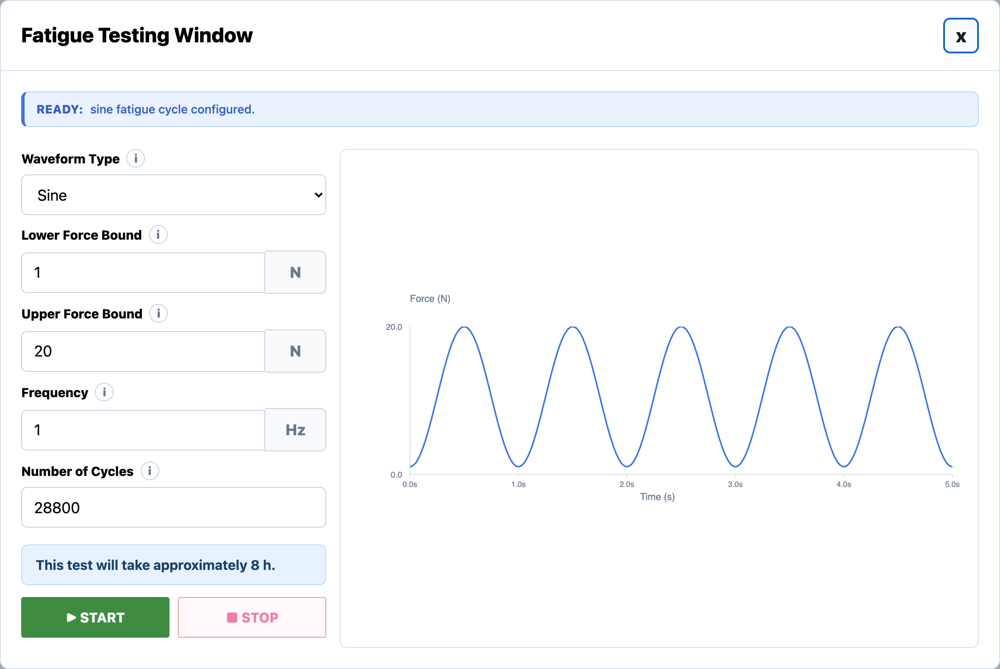 Fatigue Testing Window
x
READY: sine fatigue cycle configured.
Waveform Type i
Sine
Lower Force Bound i
1 N
Upper Force Bound i
20 N
Frequency i
1 Hz
Number of Cycles i
28800
This test will take approximately 8 h.
START STOP
Force (N)
20.0
0.0
0.0s 1.0s 2.0s 3.0s 4.0s 5.0s
Time (s)